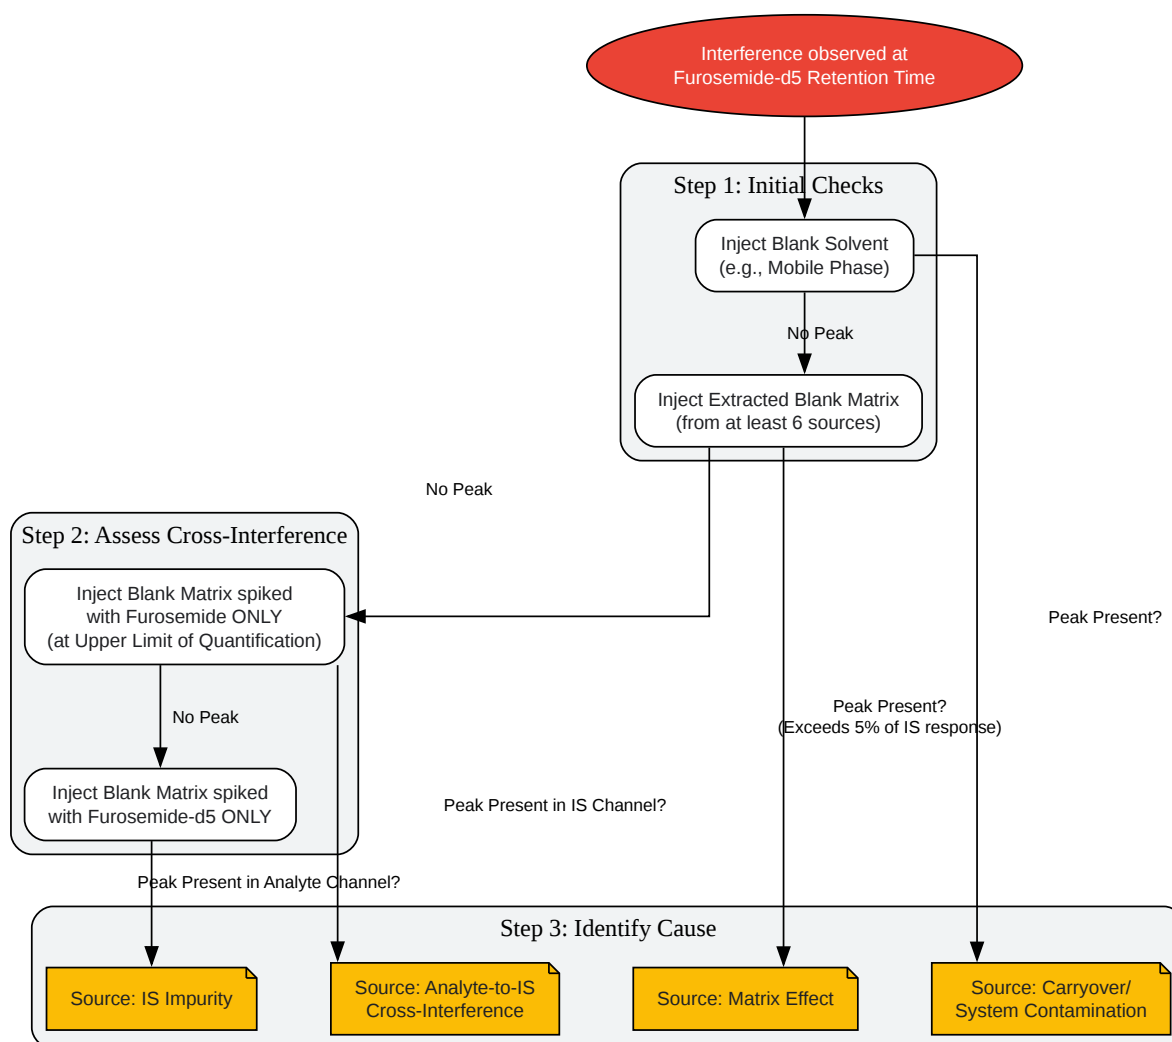 Interference observed at
Furosemide-d5 Retention Time
Step 1: Initial Checks
Inject Blank Solvent
(e.g., Mobile Phase)
No Peak
Inject Extracted Blank Matrix
(from at least 6 sources)
No Peak
Step 2: Assess Cross-Interference
Inject Blank Matrix spiked
with Furosemide ONLY
(at Upper Limit of Quantification)
Peak Present?
No Peak
Peak Present?
(Exceeds 5% of IS response)
Inject Blank Matrix spiked
with Furosemide-d5 ONLY
Peak Present in IS Channel?
Peak Present in Analyte Channel?
Step 3: Identify Cause
Source: IS Impurity
Source: Analyte-to-IS
Cross-Interference
Source: Matrix Effect
Source: Carryover/
System Contamination